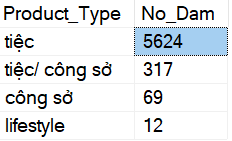 Product_Type No_Dam
tiệc 5624
tiệc/ công sở 317
công sở 69
lifestyle 12